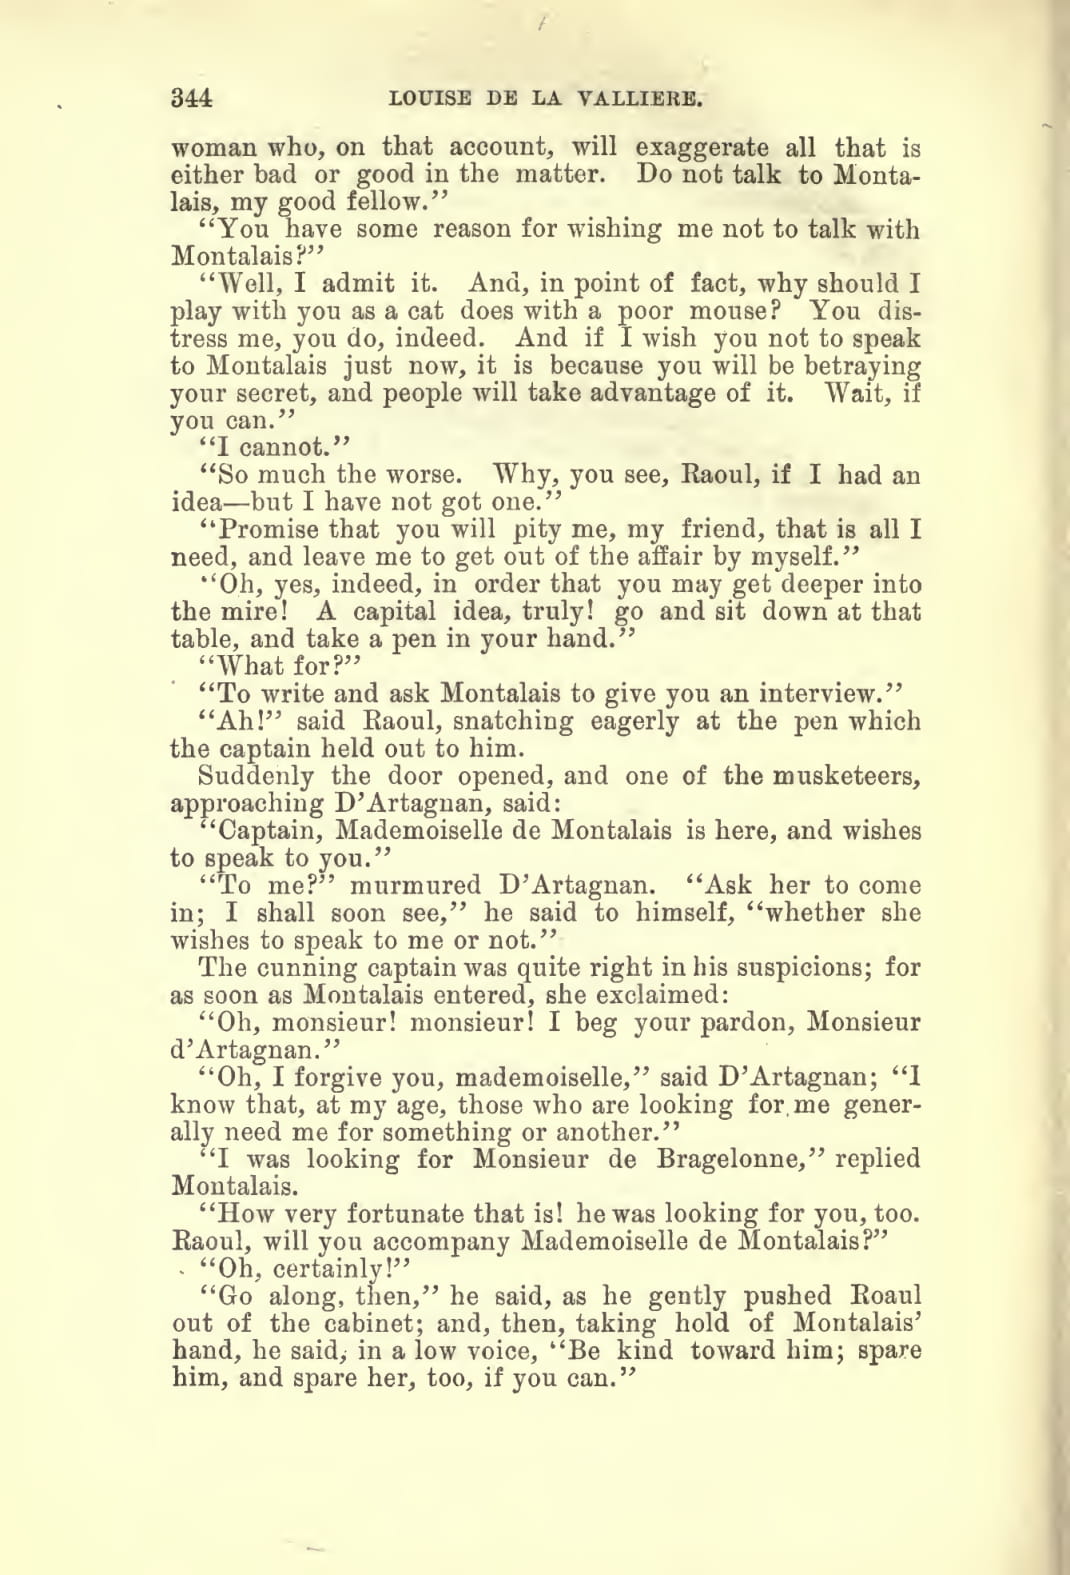 344 LOUISE DE LA VALLIERE.
woman who, on that account, will exaggerate all that is
either bad or good in the matter. Do not talk to Monta-
lais, my good fellow.”
“You have some reason for wishing me not to talk with
Montalais?”
“Well, I admit it. And, in point of fact, why should I
play with you as a cat does with a poor mouse? You dis-
tress me, you do, indeed. And if I wish you not to speak
to Montalais just now, it is because you will be betraying
your secret, and people will take advantage of it. Wait, if
you can.”
“I cannot.”
“So much the worse. Why, you see, Raoul, if I had an
idea—but I have not got one.”
“Promise that you will pity me, my friend, that is all I
need, and leave me to get out of the affair by myself.”
“Oh, yes, indeed, in order that you may get deeper into
the mire! A capital idea, truly! go and sit down at that
table, and take a pen in your hand.”
“What for?”
“To write and ask Montalais to give you an interview.”
“Ah!” said Raoul, snatching eagerly at the pen which
the captain held out to him.
Suddenly the door opened, and one of the musketeers,
approaching D’Artagnan, said:
“Captain, Mademoiselle de Montalais is here, and wishes
to speak to you.”
“To me?” murmured D’Artagnan. “Ask her to come
in; I shall soon see,” he said to himself, “whether she
wishes to speak to me or not.”
The cunning captain was quite right in his suspicions; for
as soon as Montalais entered, she exclaimed:
“Oh, monsieur! monsieur! I beg your pardon, Monsieur
d’Artagnan.”
“Oh, I forgive you, mademoiselle,” said D’Artagnan; “I
know that, at my age, those who are looking for me gener-
ally need me for something or another.”
“I was looking for Monsieur de Bragelonne,” replied
Montalais.
“How very fortunate that is! he was looking for you, too.
Raoul, will you accompany Mademoiselle de Montalais?”
“Oh, certainly!”
“Go along, then,” he said, as he gently pushed Roaul
out of the cabinet; and, then, taking hold of Montalais’
hand, he said, in a low voice, “Be kind toward him; spare
him, and spare her, too, if you can.”